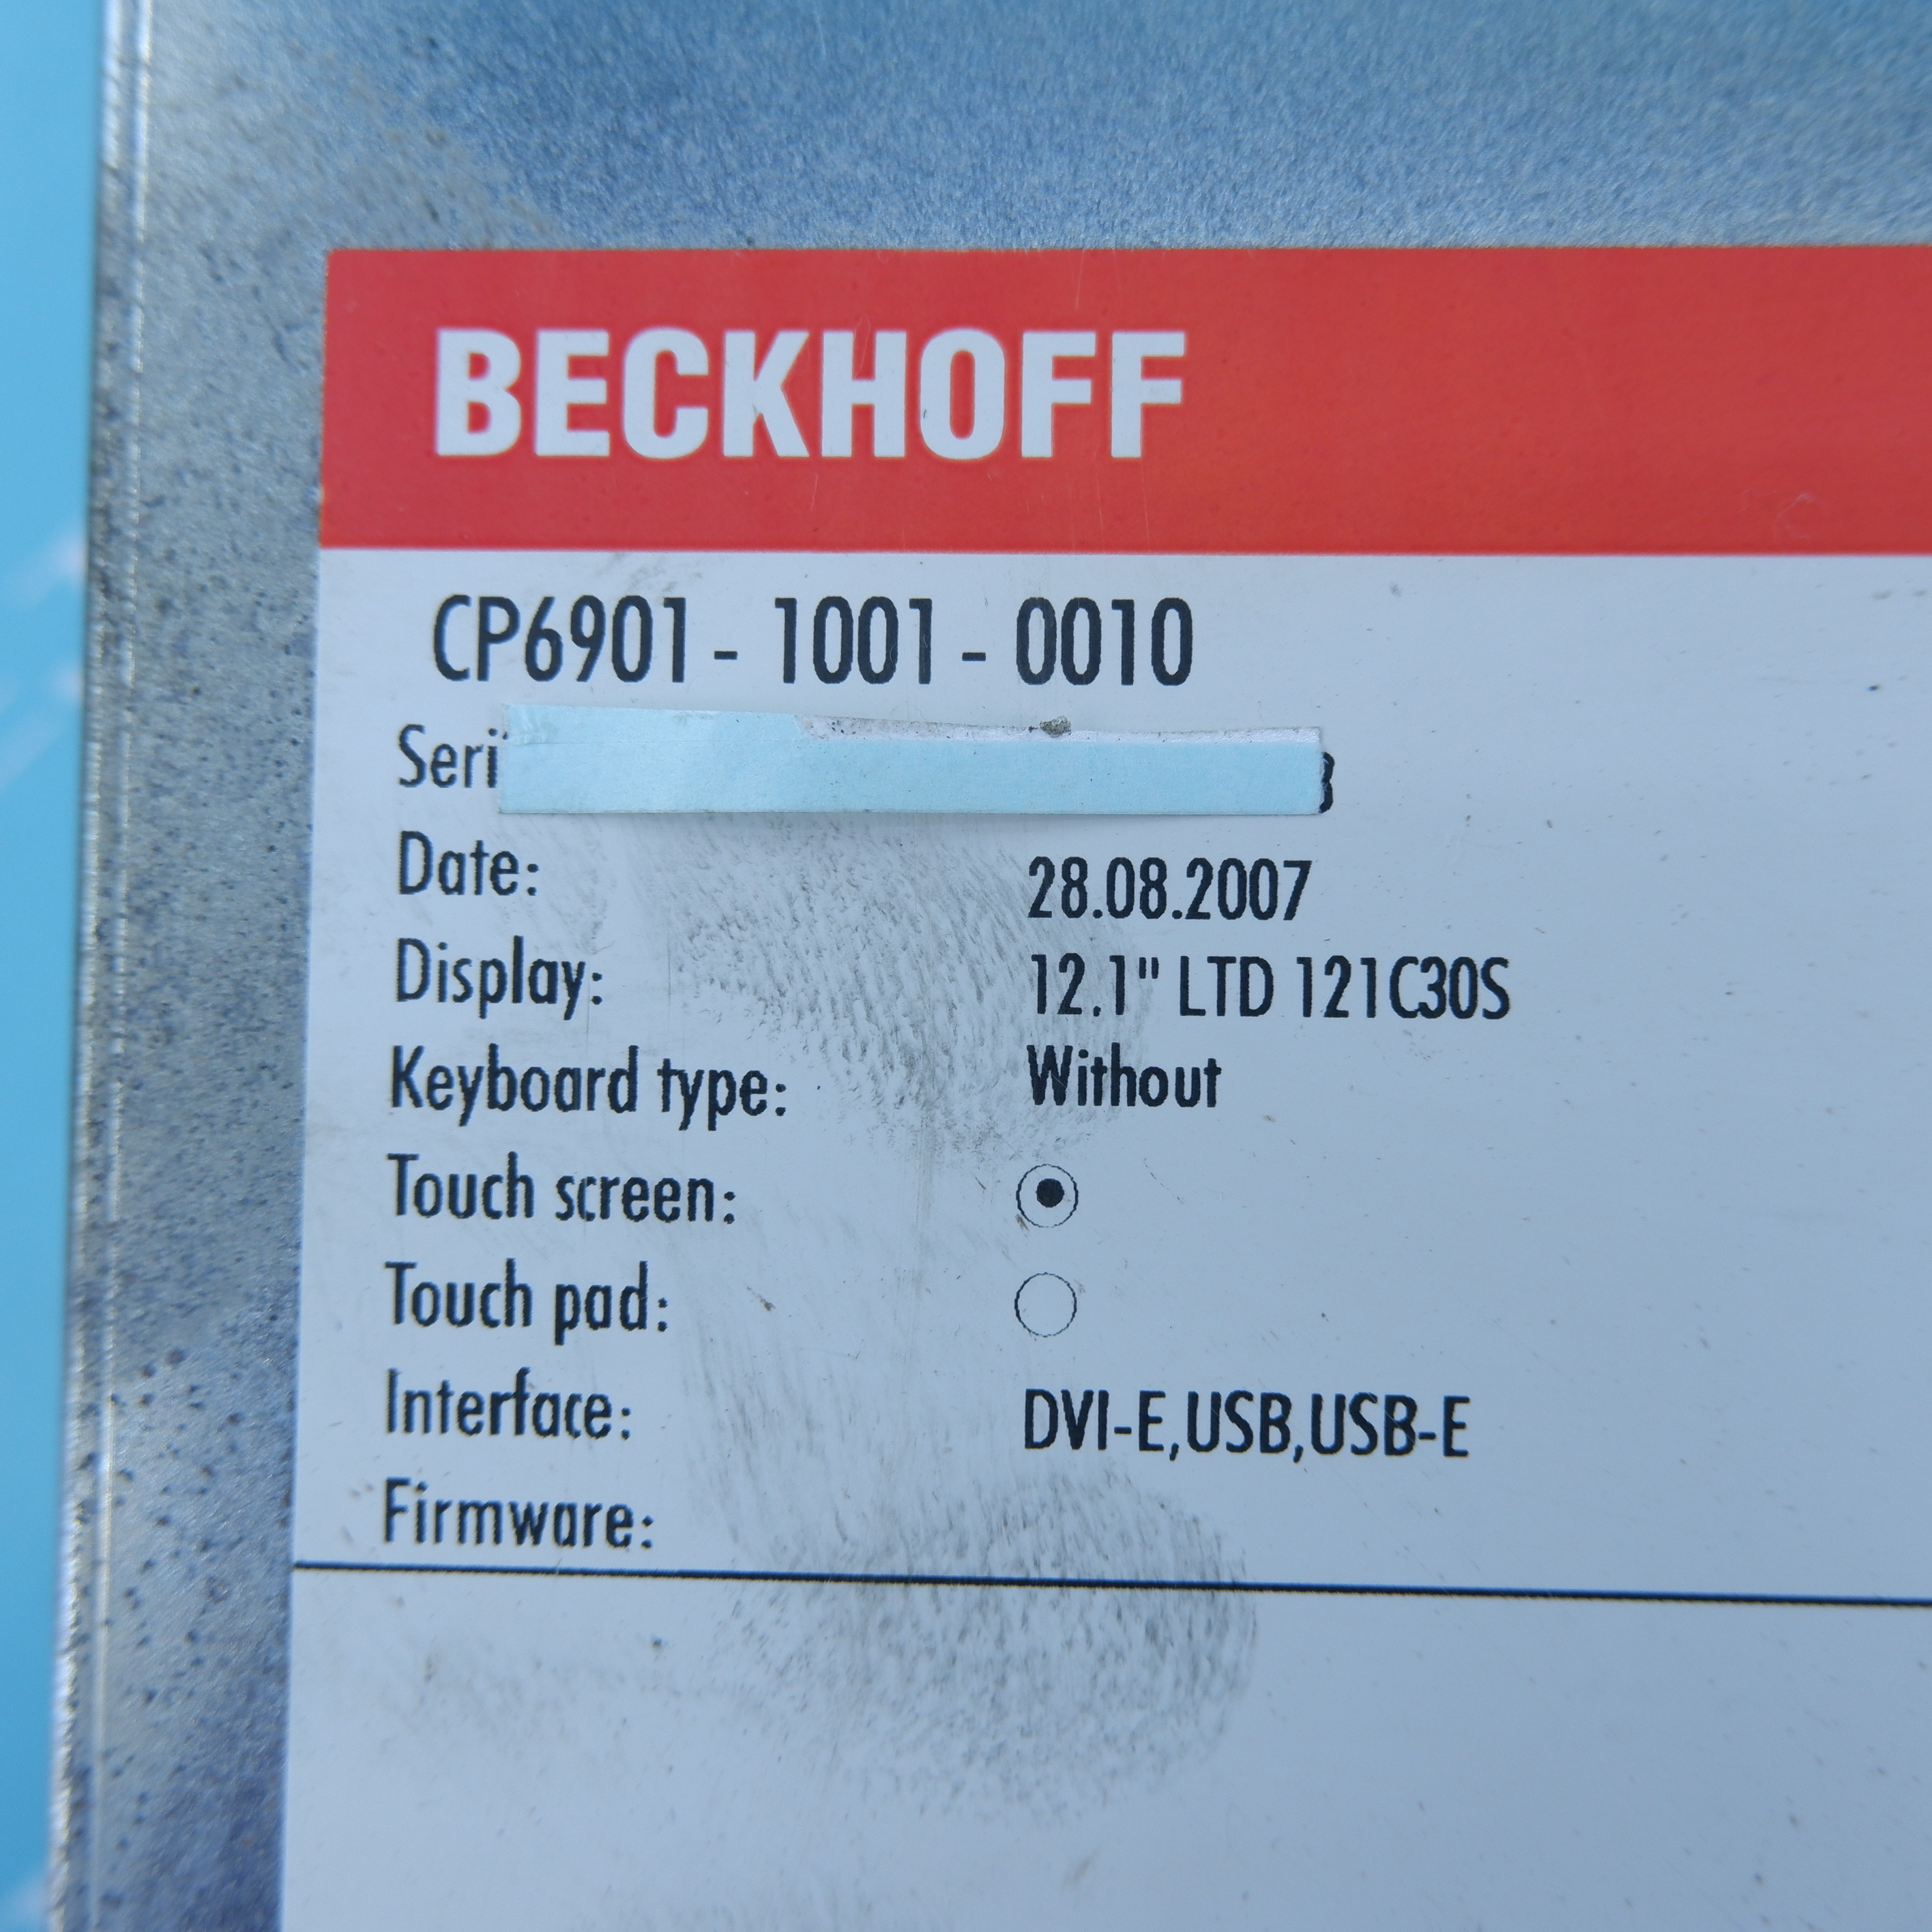 BECKHOFF
CP6901 - 1001 - 0010
Date: 28.08.2007
Display: 12.1" LTD 121C30S
Keyboard type: Without
Touch screen:
Touch pad:
Interface: DVI-E,USB,USB-E
Firmware: